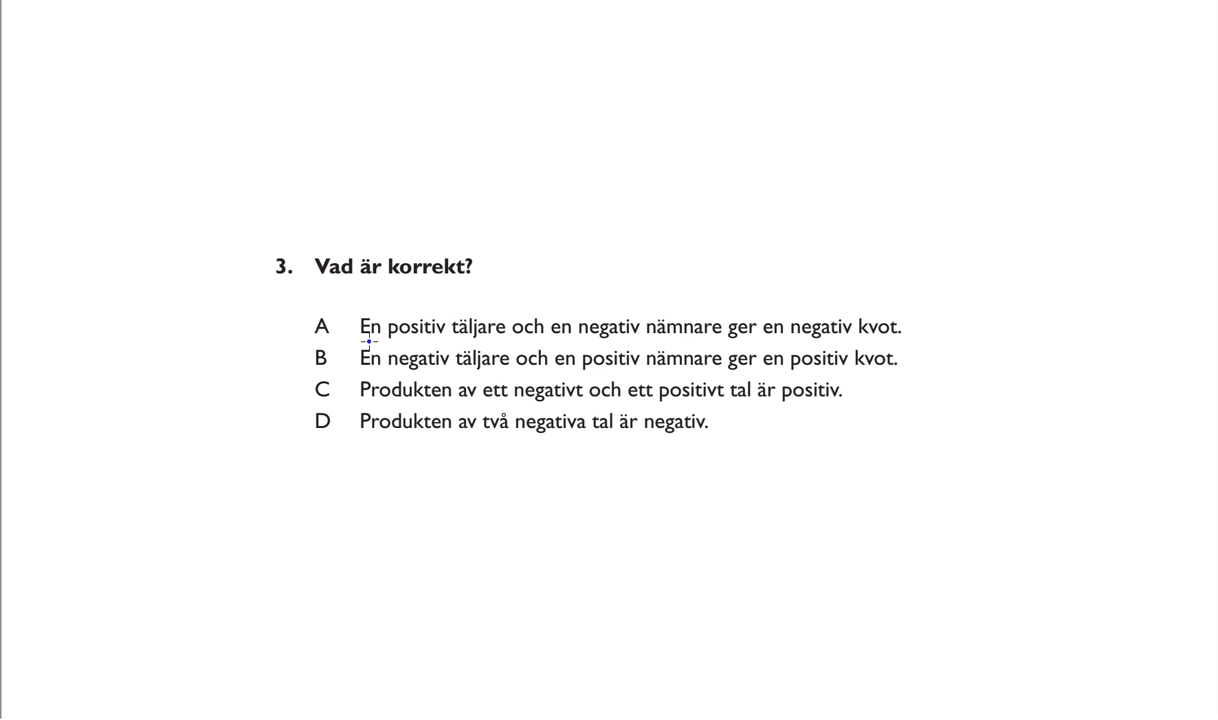 3. Vad är korrekt?
A En positiv täljare och en negativ nämnare ger en negativ kvot.
B En negativ täljare och en positiv nämnare ger en positiv kvot.
C Produkten av ett negativt och ett positivt tal är positiv.
D Produkten av två negativa tal är negativ.